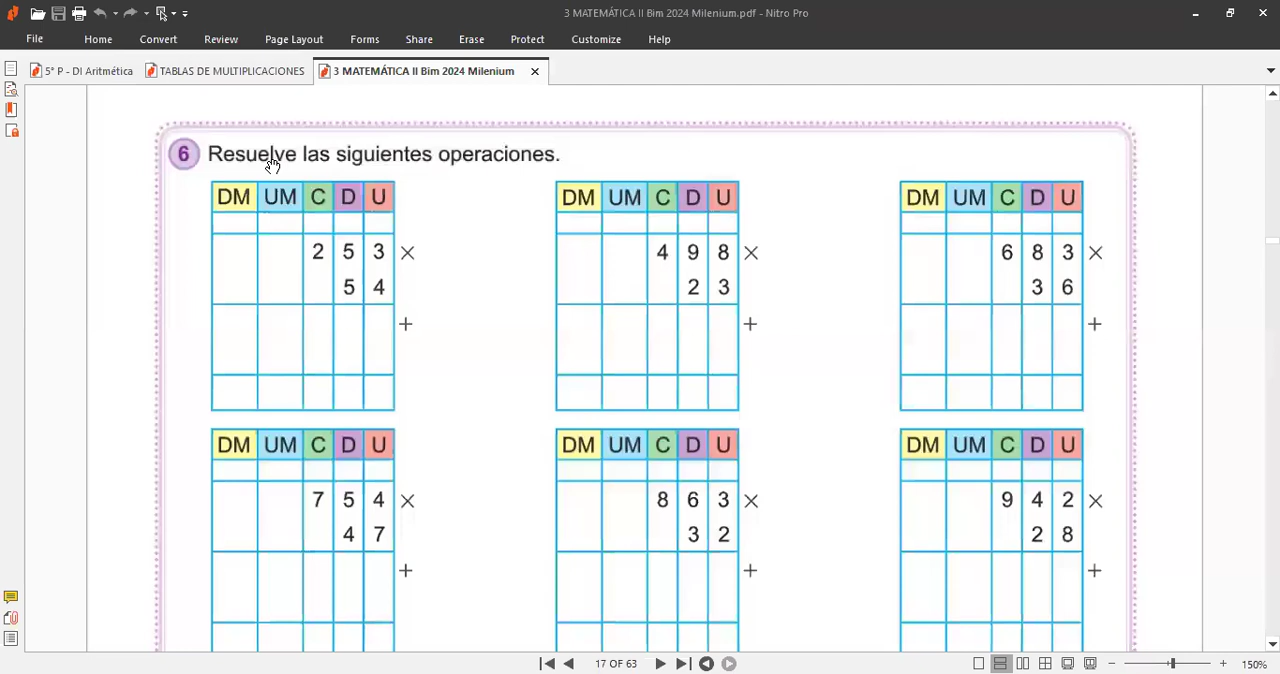 3 MATEMÁTICA II Bim 2024 Milenium.pdf - Nitro Pro
File Home Convert Review Page Layout Forms Share Erase Protect Customize Help
5° P - DI Aritmética TABLAS DE MULTIPLICACIONES 3 MATEMÁTICA II Bim 2024 Milenium
6 Resuelve las siguientes operaciones.
DM UM C D U DM UM C D U DM UM C D U
2 5 3 × 4 9 8 × 6 8 3 ×
5 4 2 3 3 6
+ + +
DM UM C D U DM UM C D U DM UM C D U
7 5 4 × 8 6 3 × 9 4 2 ×
4 7 3 2 2 8
+ + +
17 OF 63 150%